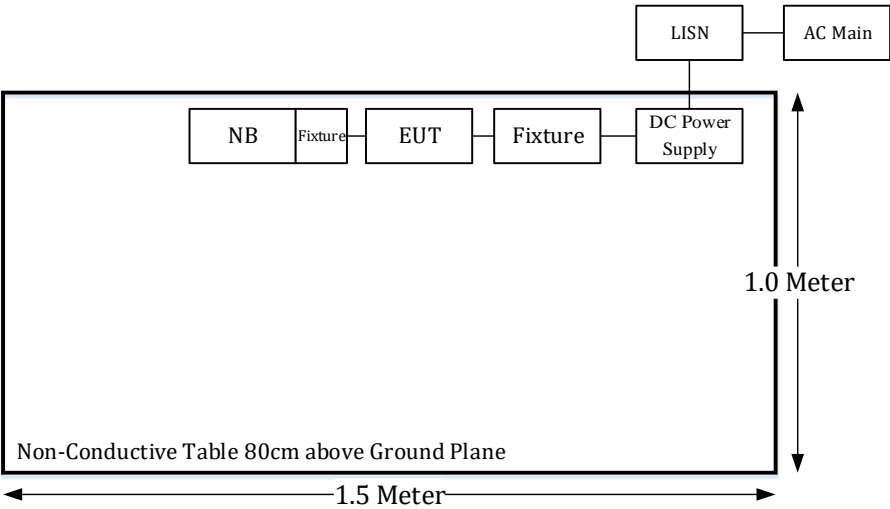 LISN
AC Main
NB
Fixture
EUT
Fixture
DC Power
Supply
1.0 Meter
Non-Conductive Table 80cm above Ground Plane
1.5 Meter